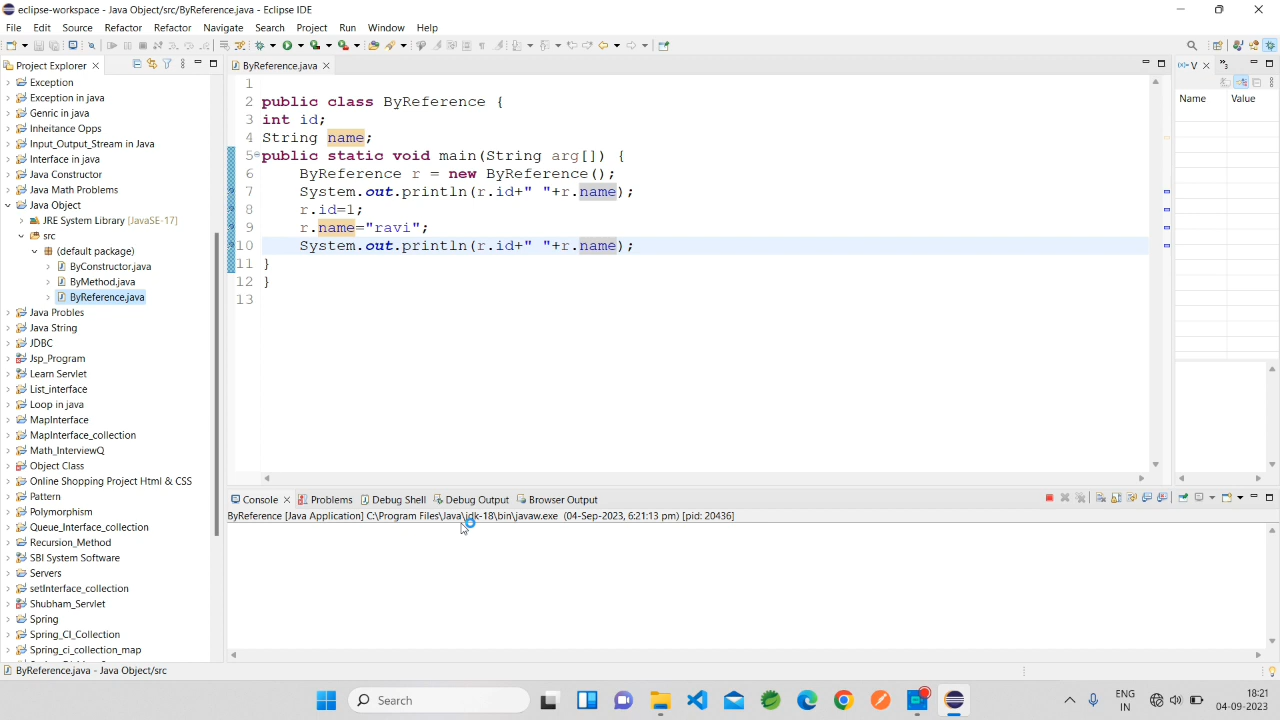 eclipse-workspace - Java Object/src/ByReference.java - Eclipse IDE
File Edit Source Refactor Refactor Navigate Search Project Run Window Help
Project Explorer
ByReference.java
V
Name Value
Exception
Exception in java
Genric in java
Inheitance Opps
Input_Output_Stream in Java
Interface in java
Java Constructor
Java Math Problems
Java Object
JRE System Library [JavaSE-17]
src
(default package)
ByConstructor.java
ByMethod.java
ByReference.java
Java Probles
Java String
JDBC
Jsp_Program
Learn Servlet
List_interface
Loop in java
MapInterface
MapInterface_collection
Math_InterviewQ
Object Class
Online Shopping Project Html & CSS
Pattern
Polymorphism
Queue_Interface_collection
Recursion_Method
SBI System Software
Servers
setInterface_collection
Shubham_Servlet
Spring
Spring_CI_Collection
Spring_ci_collection_map
1
2 public class ByReference {
3 int id;
4 String name;
5 public static void main(String arg[]) {
6 ByReference r = new ByReference();
7 System.out.println(r.id+" "+r.name);
8 r.id=1;
9 r.name="ravi";
10 System.out.println(r.id+" "+r.name);
11 }
12 }
13
Console Problems Debug Shell Debug Output Browser Output
ByReference [Java Application] C:\Program Files\Java\jdk-18\bin\javaw.exe (04-Sep-2023, 6:21:13 pm) [pid: 20436]
ByReference.java - Java Object/src
Search
ENG
IN
18:21
04-09-2023